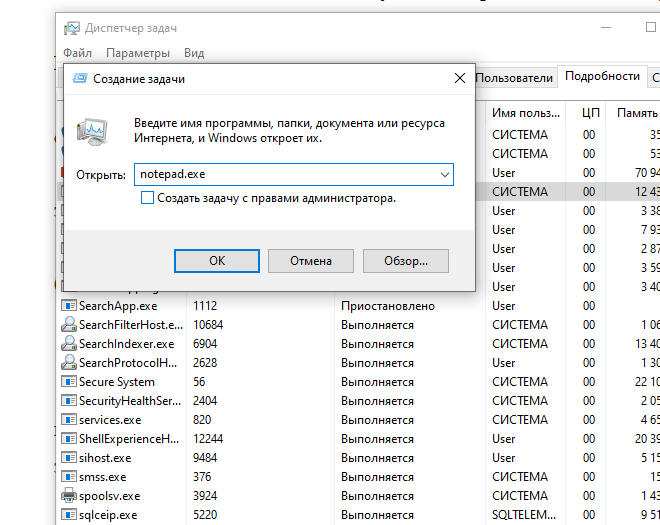 Диспетчер задач
Файл Параметры Вид
Создание задачи
Введите имя программы, папки, документа или ресурса
Интернета, и Windows откроет их.
Открыть: notepad.exe
Создать задачу с правами администратора.
ОК Отмена Обзор...
Пользователи Подробности С
Имя польз... ЦП Память
СИСТЕМА 00 35
СИСТЕМА 00 53
User 00 70 94
СИСТЕМА 00 12 43
User 00 3 38
User 00 7 93
User 00 2 87
User 00 3 59
User 00 3 40
SearchApp.exe 1112 Приостановлено User 00
SearchFilterHost.e... 10684 Выполняется СИСТЕМА 00 1 06
SearchIndexer.exe 6904 Выполняется СИСТЕМА 00 13 40
SearchProtocolH... 2628 Выполняется User 00 1 30
Secure System 56 Выполняется СИСТЕМА 00 22 10
SecurityHealthSer... 2404 Выполняется СИСТЕМА 00 2 05
services.exe 820 Выполняется СИСТЕМА 00 4 65
ShellExperienceH... 12244 Выполняется User 00 20 39
sihost.exe 9484 Выполняется User 00 5 15
smss.exe 376 Выполняется СИСТЕМА 00 15
spoolsv.exe 3924 Выполняется СИСТЕМА 00 1 43
sqlceip.exe 5220 Выполняется SQLTELEM... 00 9 51